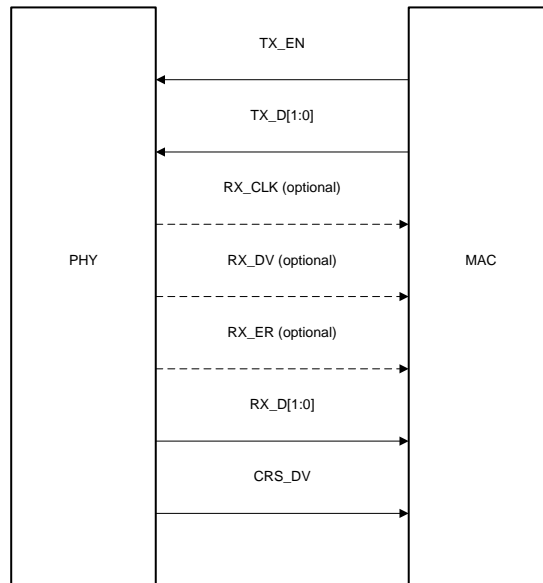 TX_EN
TX_D[1:0]
RX_CLK (optional)
PHY
RX_DV (optional)
MAC
RX_ER (optional)
RX_D[1:0]
CRS_DV